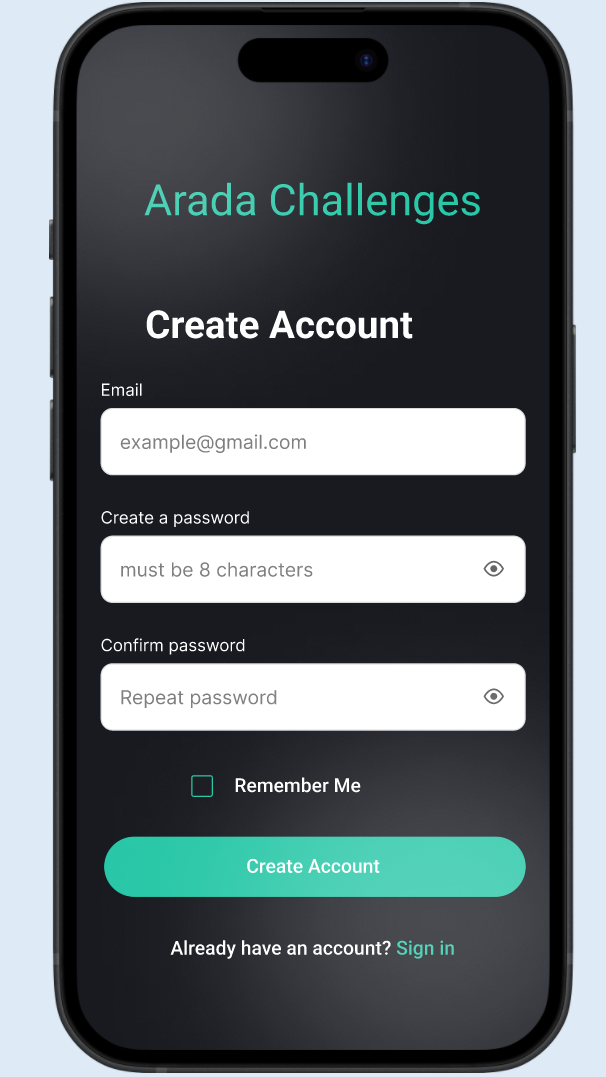 Arada Challenges
Create Account
Email
example@gmail.com
Create a password
must be 8 characters
Confirm password
Repeat password
Remember Me
Create Account
Already have an account? Sign in